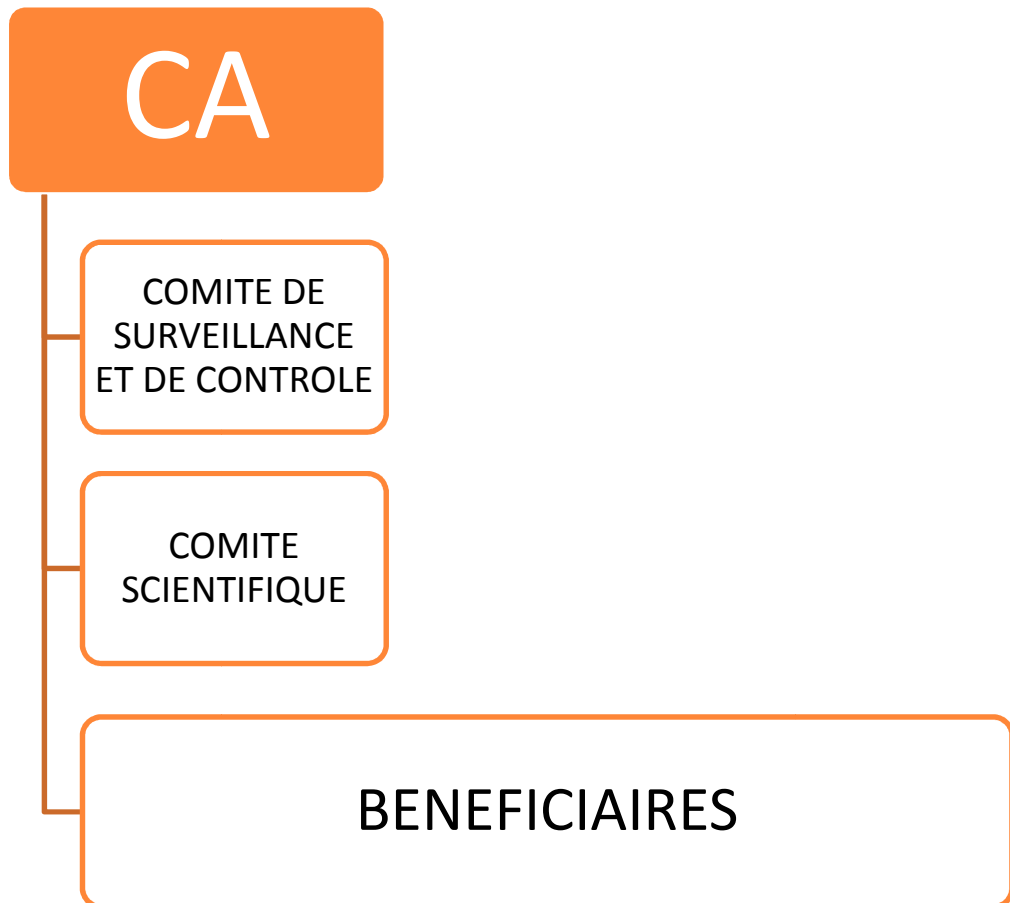 CA
COMITE DE
SURVEILLANCE
ET DE CONTROLE
COMITE
SCIENTIFIQUE
BENEFICIAIRES